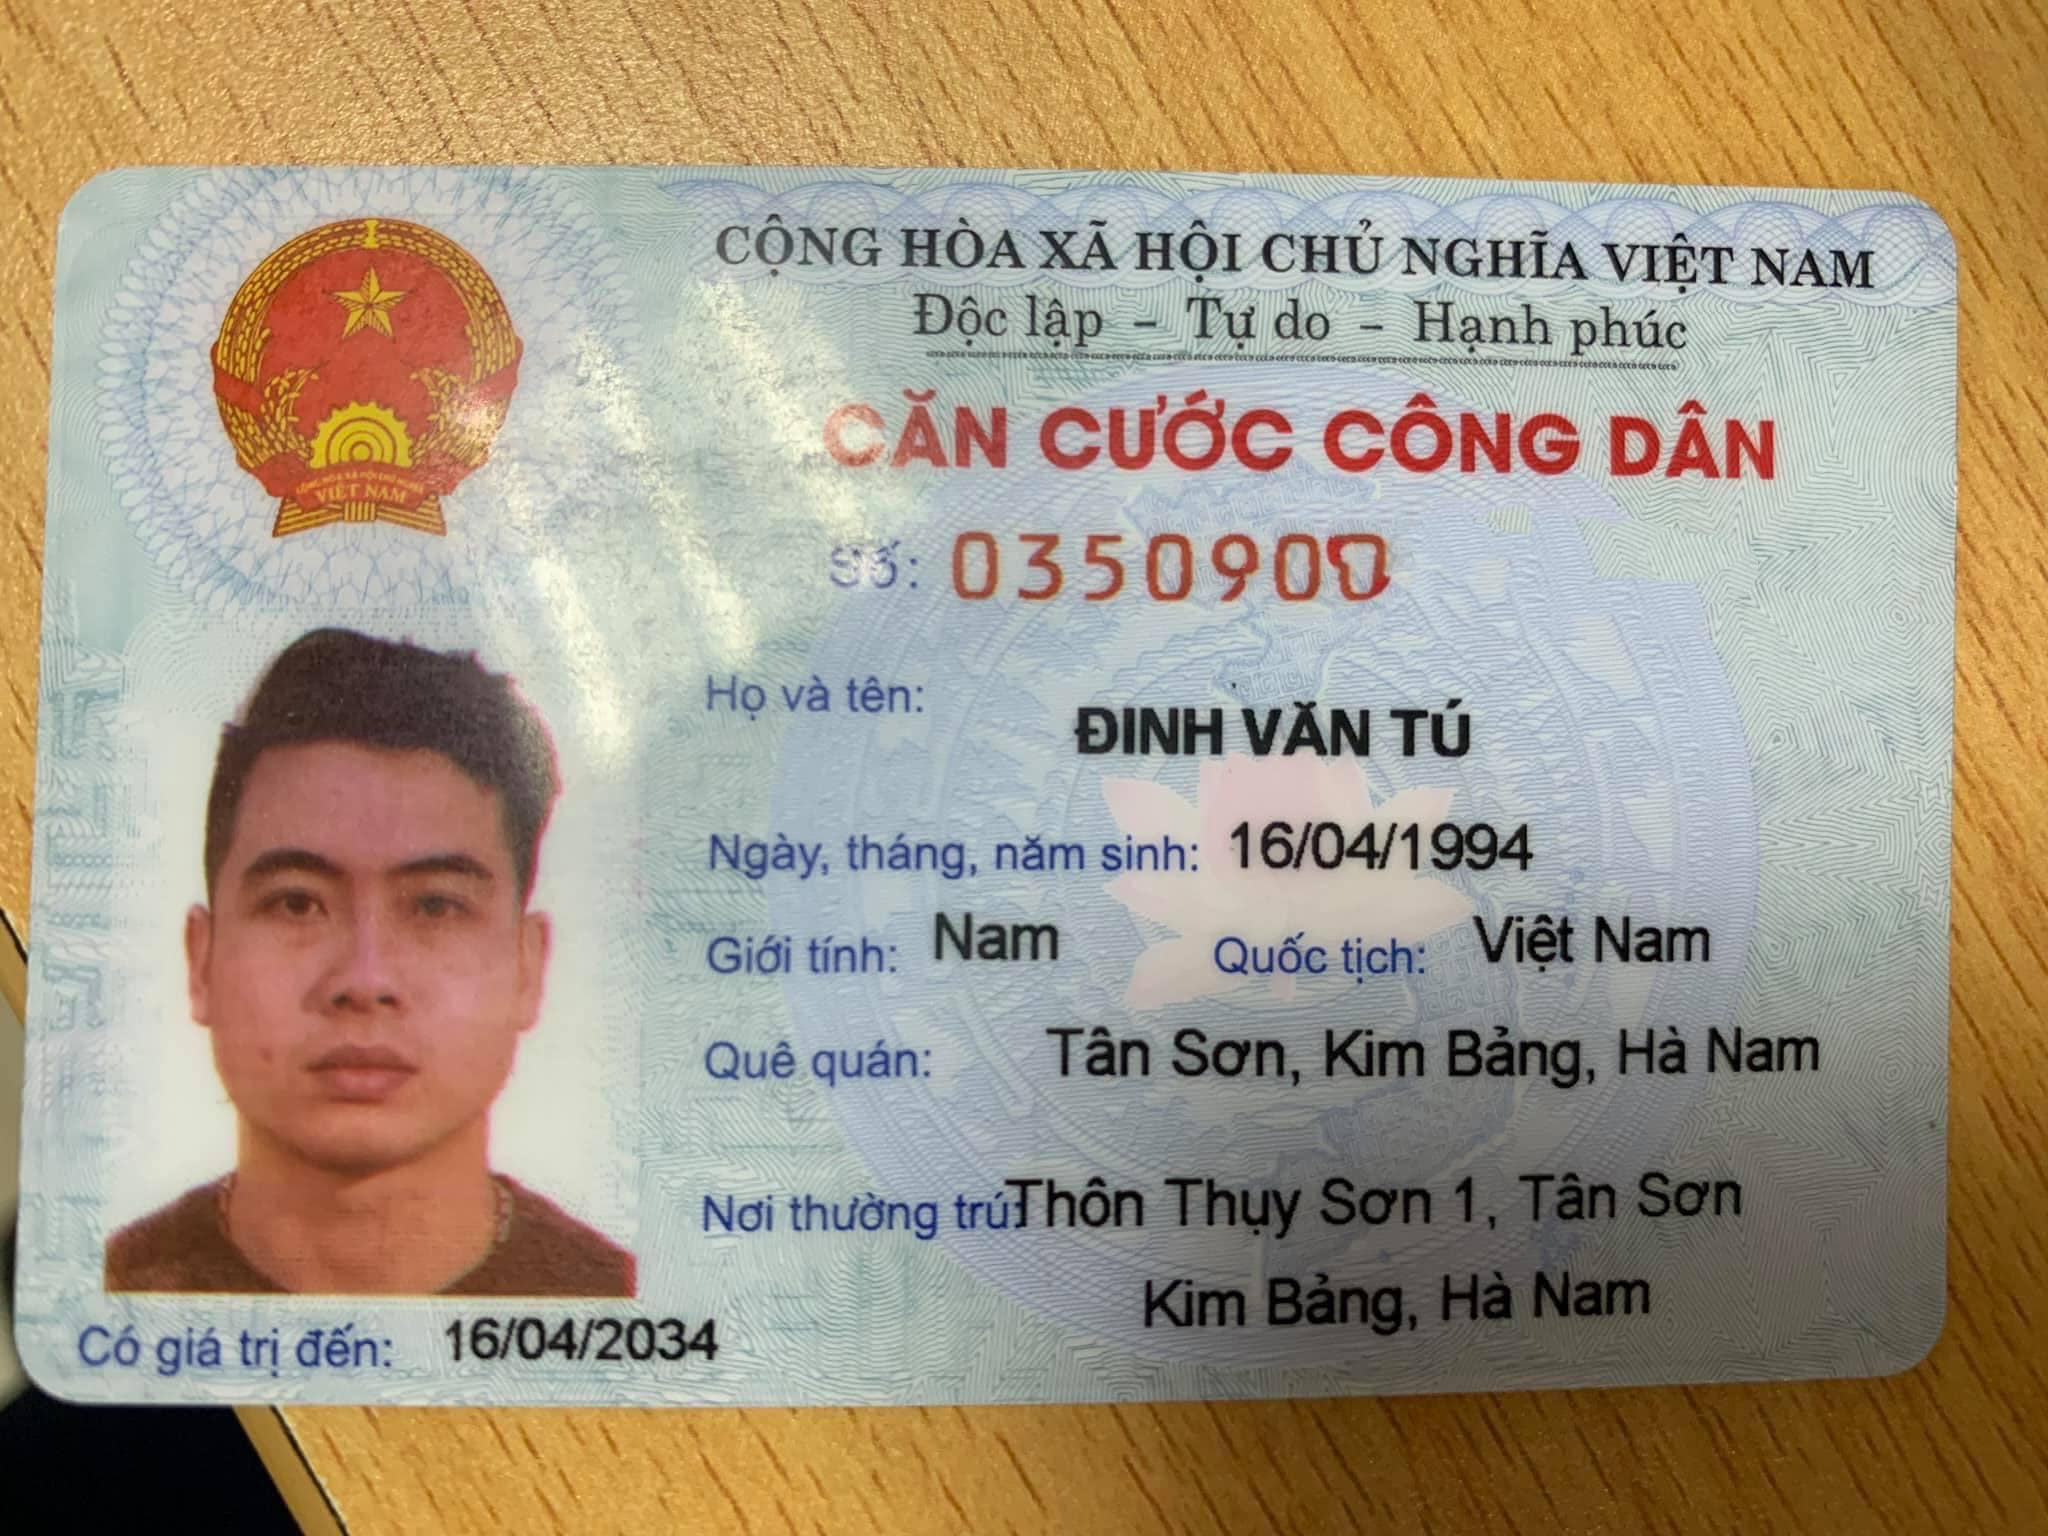 CỘNG HÒA XÃ HỘI CHỦ NGHĨA VIỆT NAM
Độc lập – Tự do – Hạnh phúc
CĂN CƯỚC CÔNG DÂN
Số: 035090
VIỆT NAM
Họ và tên:
ĐINH VĂN TÚ
Ngày, tháng, năm sinh: 16/04/1994
Giới tính: Nam Quốc tịch: Việt Nam
Quê quán: Tân Sơn, Kim Bảng, Hà Nam
Nơi thường trú: Thôn Thụy Sơn 1, Tân Sơn
Kim Bảng, Hà Nam
Có giá trị đến: 16/04/2034